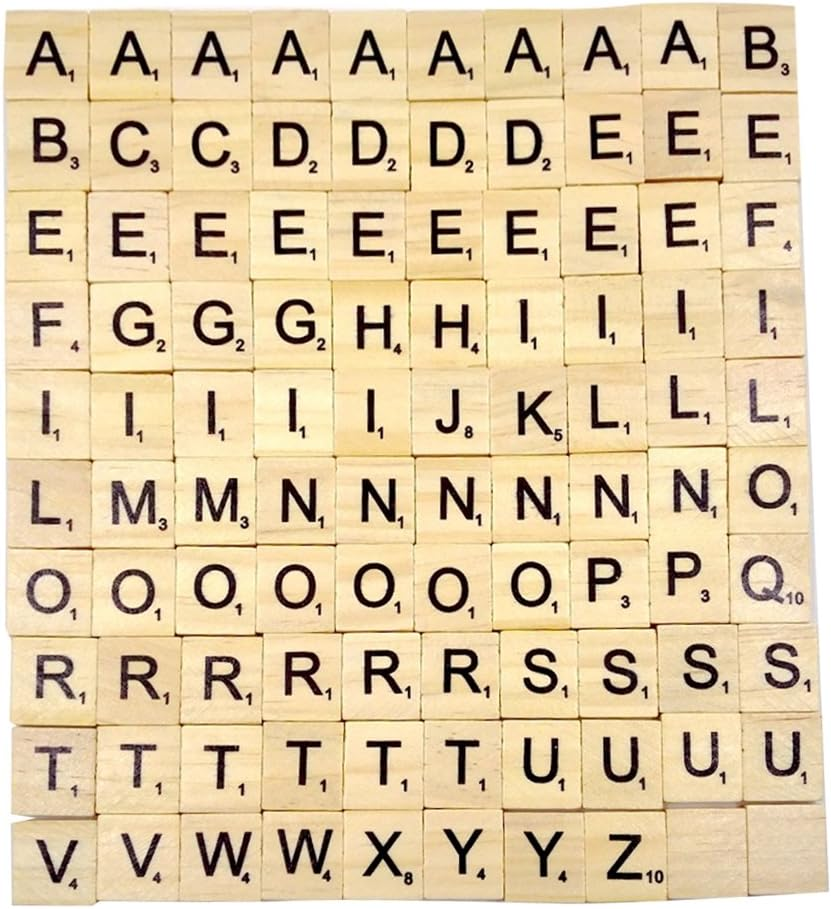 A1 A1 A1 A1 A1 A1 A1 A1 A1 B3
B3 C3 C3 D2 D2 D2 D2 E1 E1 E1
E1 E1 E1 E1 E1 E1 E1 E1 E1 F4
F4 G2 G2 G2 H4 H4 I1 I1 I1 I1
I1 I1 I1 I1 I1 J8 K5 L1 L1 L1
L1 M3 M3 N1 N1 N1 N1 N1 N1 O1
O1 O1 O1 O1 O1 O1 O1 P3 P3 Q10
R1 R1 R1 R1 R1 R1 S1 S1 S1 S1
T1 T1 T1 T1 T1 T1 U1 U1 U1 U1
V4 V4 W4 W4 X8 Y4 Y4 Z10